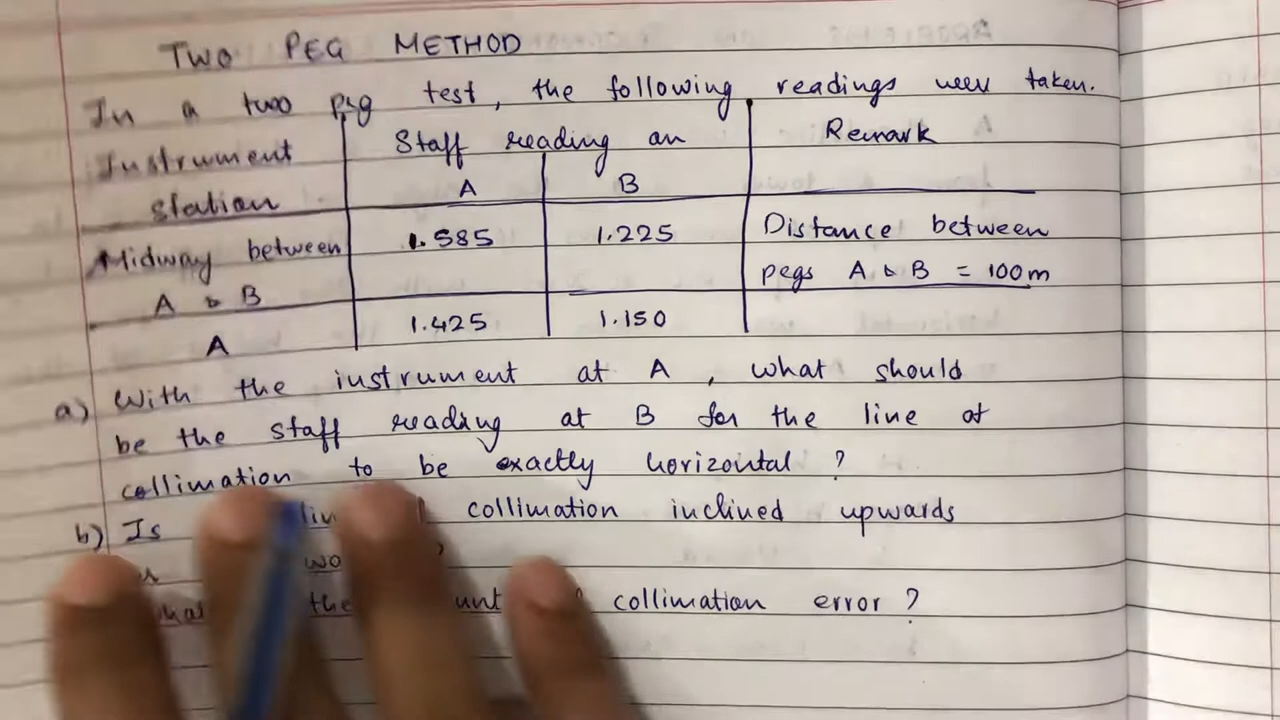 TWO PEG METHOD
In a two peg test, the following readings were taken.
Instrument station
Staff reading on
Remark
A
B
Midway between A & B
1.585
1.225
Distance between
pegs A & B = 100m
A
1.425
1.150
a) With the instrument at A, what should
be the staff reading at B for the line of
collimation to be exactly horizontal ?
b) Is collimation inclined upwards
?
the collimation error ?